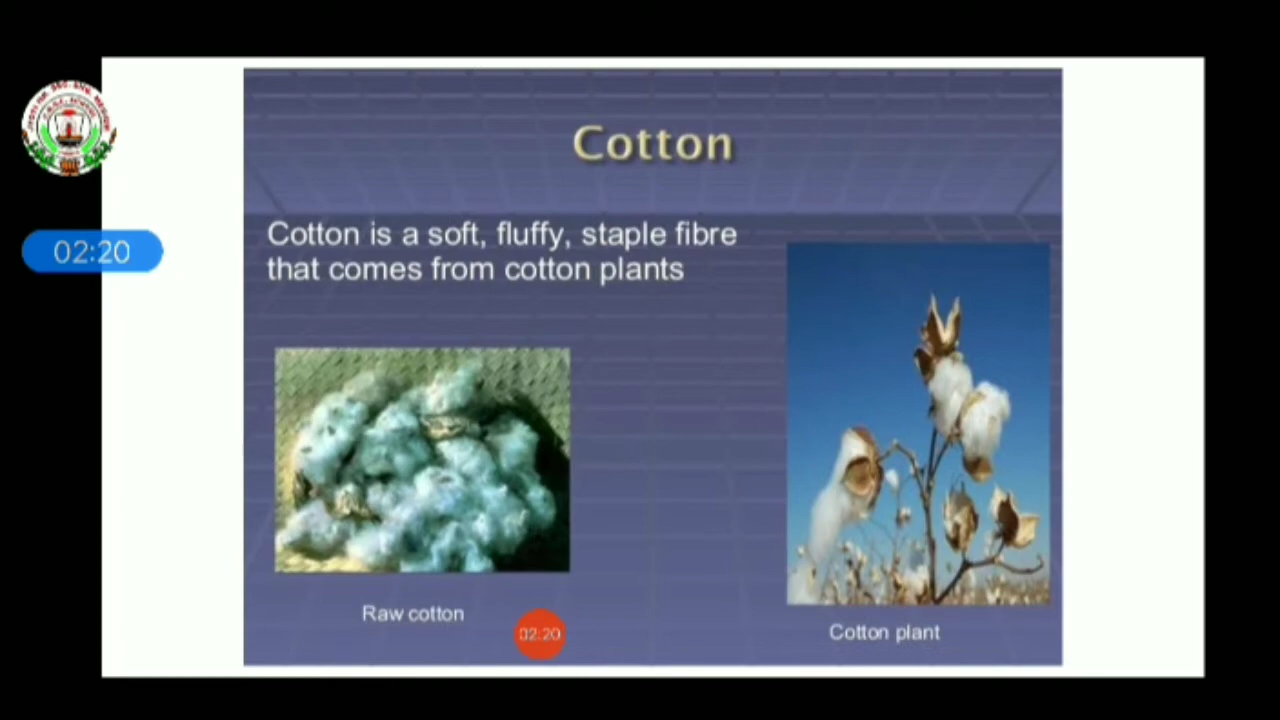 Cotton
02:20
Cotton is a soft, fluffy, staple fibre
that comes from cotton plants
Raw cotton
02:20
Cotton plant